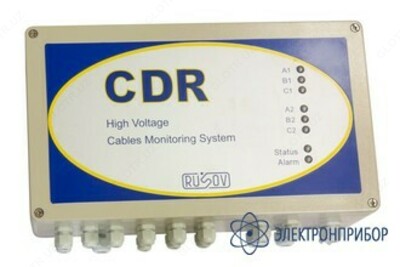 CDR
High Voltage
Cables Monitoring System
A1
B1
C1
A2
B2
C2
Status
Alarm
RUSOV
ЭЛЕКТРОНПРИБОР